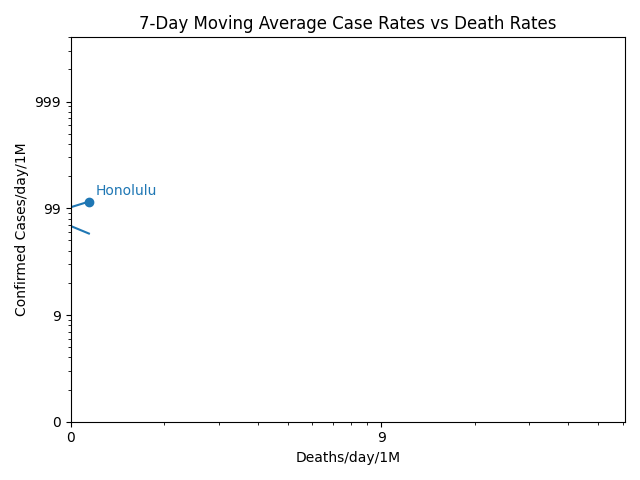 7-Day Moving Average Case Rates vs Death Rates
Confirmed Cases/day/1M
999
99
9
0
Honolulu
0 9
Deaths/day/1M